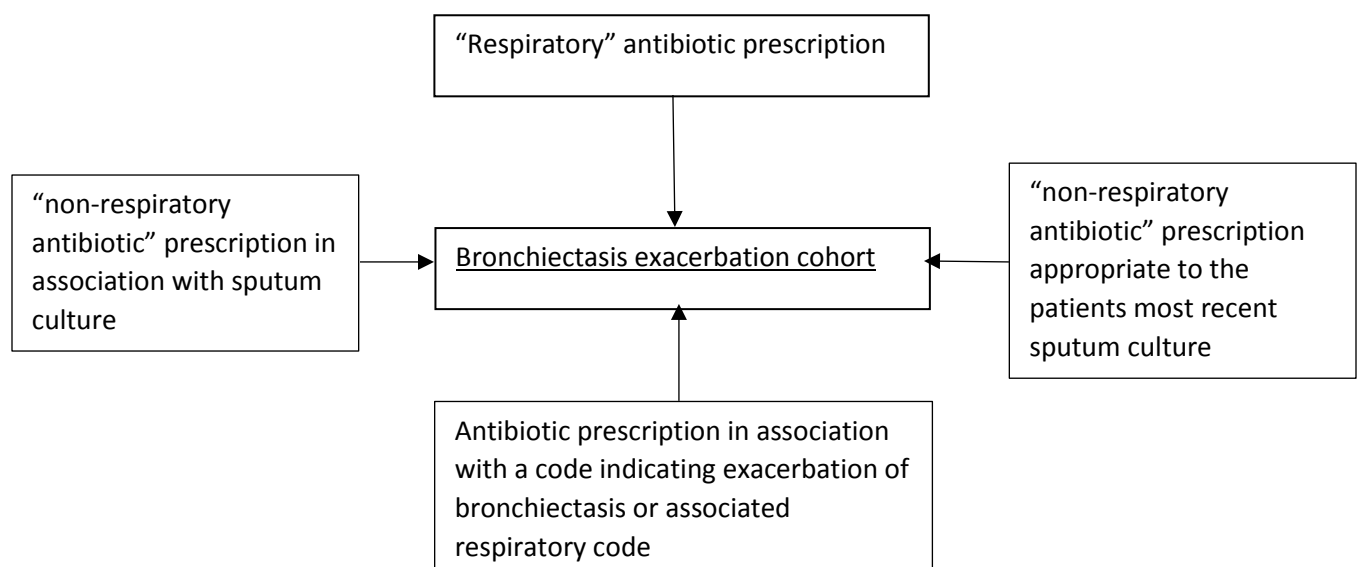 “Respiratory” antibiotic prescription
“non-respiratory
antibiotic” prescription in
association with sputum
culture
Bronchiectasis exacerbation cohort
“non-respiratory
antibiotic” prescription
appropriate to the
patients most recent
sputum culture
Antibiotic prescription in association
with a code indicating exacerbation of
bronchiectasis or associated
respiratory code